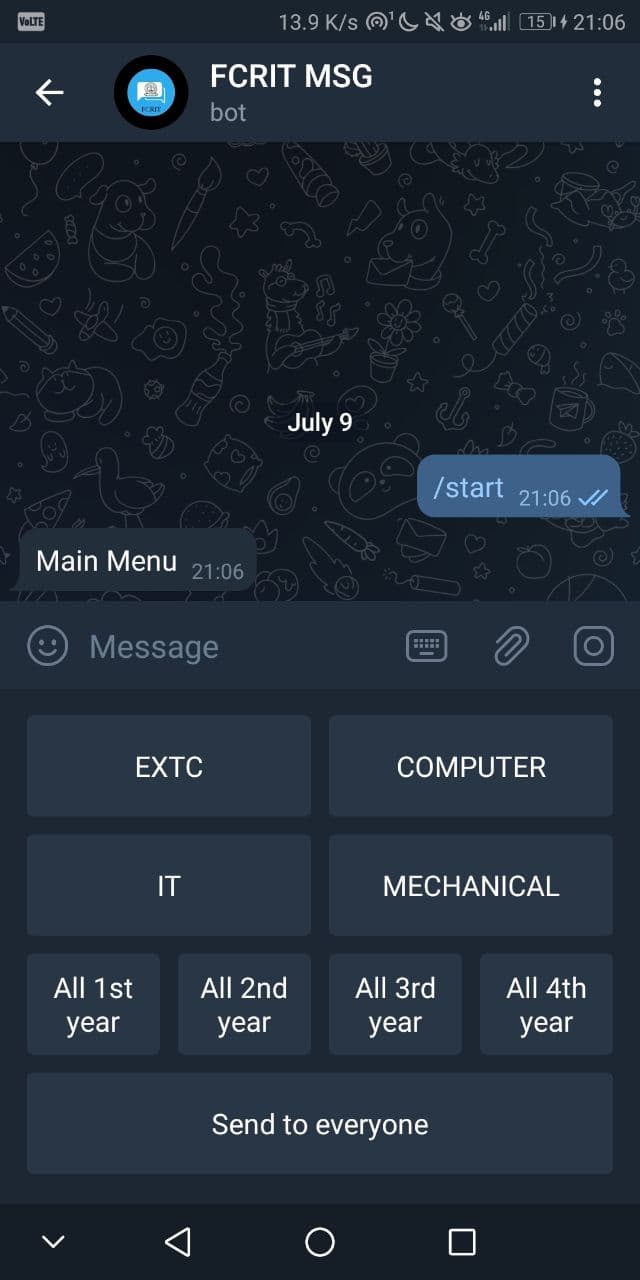 VoLTE 13.9 K/s 1 4G 15 21:06
FCRIT MSG
FCRIT
bot
July 9
/start 21:06
Main Menu 21:06
Message
EXTC COMPUTER
IT MECHANICAL
All 1st All 2nd All 3rd All 4th
year year year year
Send to everyone